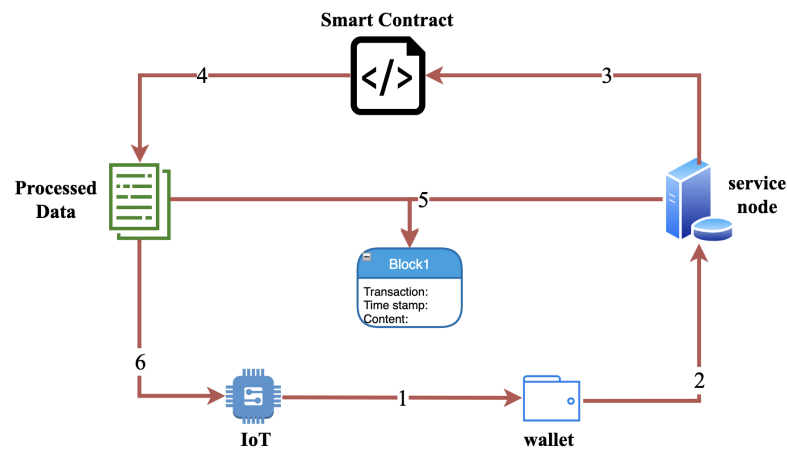 Smart Contract
</>
4
3
Processed
Data
service
node
5
Block1
Transaction:
Time stamp:
Content:
6
2
1
IoT
wallet